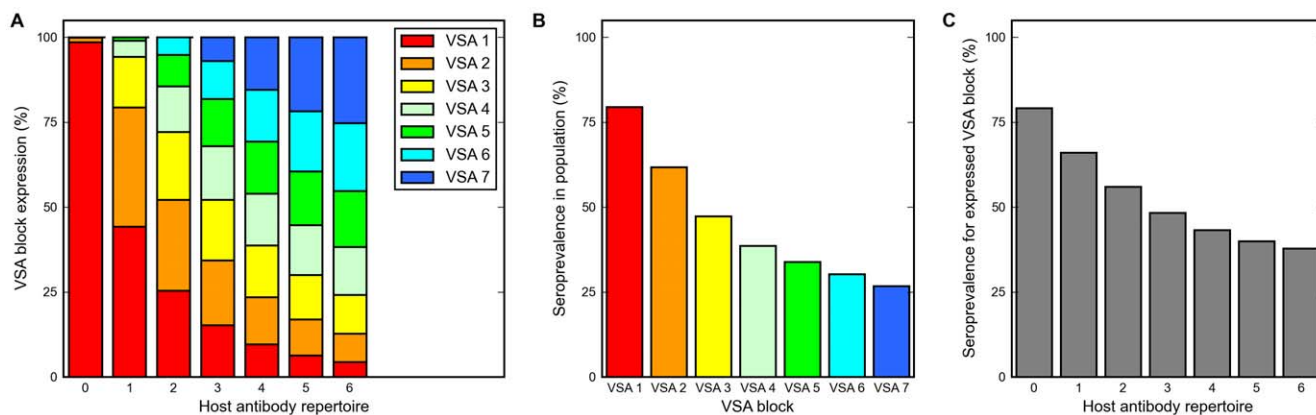 A
VSA block expression (%)
100
75
50
25
0
0 1 2 3 4 5 6
Host antibody repertoire
VSA 1
VSA 2
VSA 3
VSA 4
VSA 5
VSA 6
VSA 7
B
Seroprevalence in population (%)
100
75
50
25
0
VSA 1 VSA 2 VSA 3 VSA 4 VSA 5 VSA 6 VSA 7
VSA block
C
Seroprevalence for expressed VSA block (%)
100
75
50
25
0
0 1 2 3 4 5 6
Host antibody repertoire